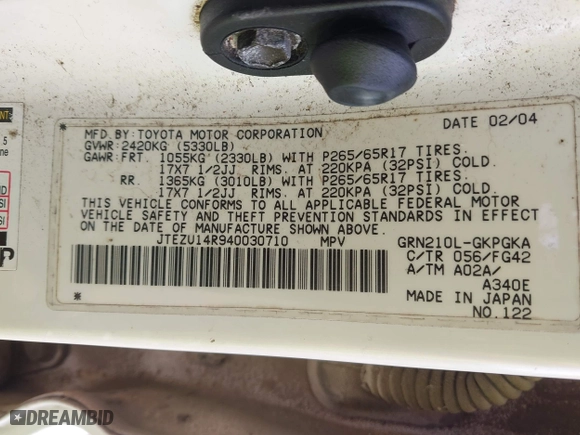 MFD. BY: TOYOTA MOTOR CORPORATION DATE 02/04
GVWR: 2420KG (5330LB)
GAWR: FRT. 1055KG (2330LB) WITH P265/65R17 TIRES.
17X7 1/2JJ RIMS. AT 220KPA (32PSI) COLD.
RR. 1365KG (3010LB) WITH P265/65R17 TIRES.
17X7 1/2JJ RIMS. AT 220KPA (32PSI) COLD.
THIS VEHICLE CONFORMS TO ALL APPLICABLE FEDERAL MOTOR
VEHICLE SAFETY AND THEFT PREVENTION STANDARDS IN EFFECT
ON THE DATE OF MANUFACTURE SHOWN ABOVE.
JTEZU14R940030710 MPV GRN210L-GKPGKA
C/TR 056/FG42
A/TM A02A/
A340E
MADE IN JAPAN
NO.122
DREAMBID